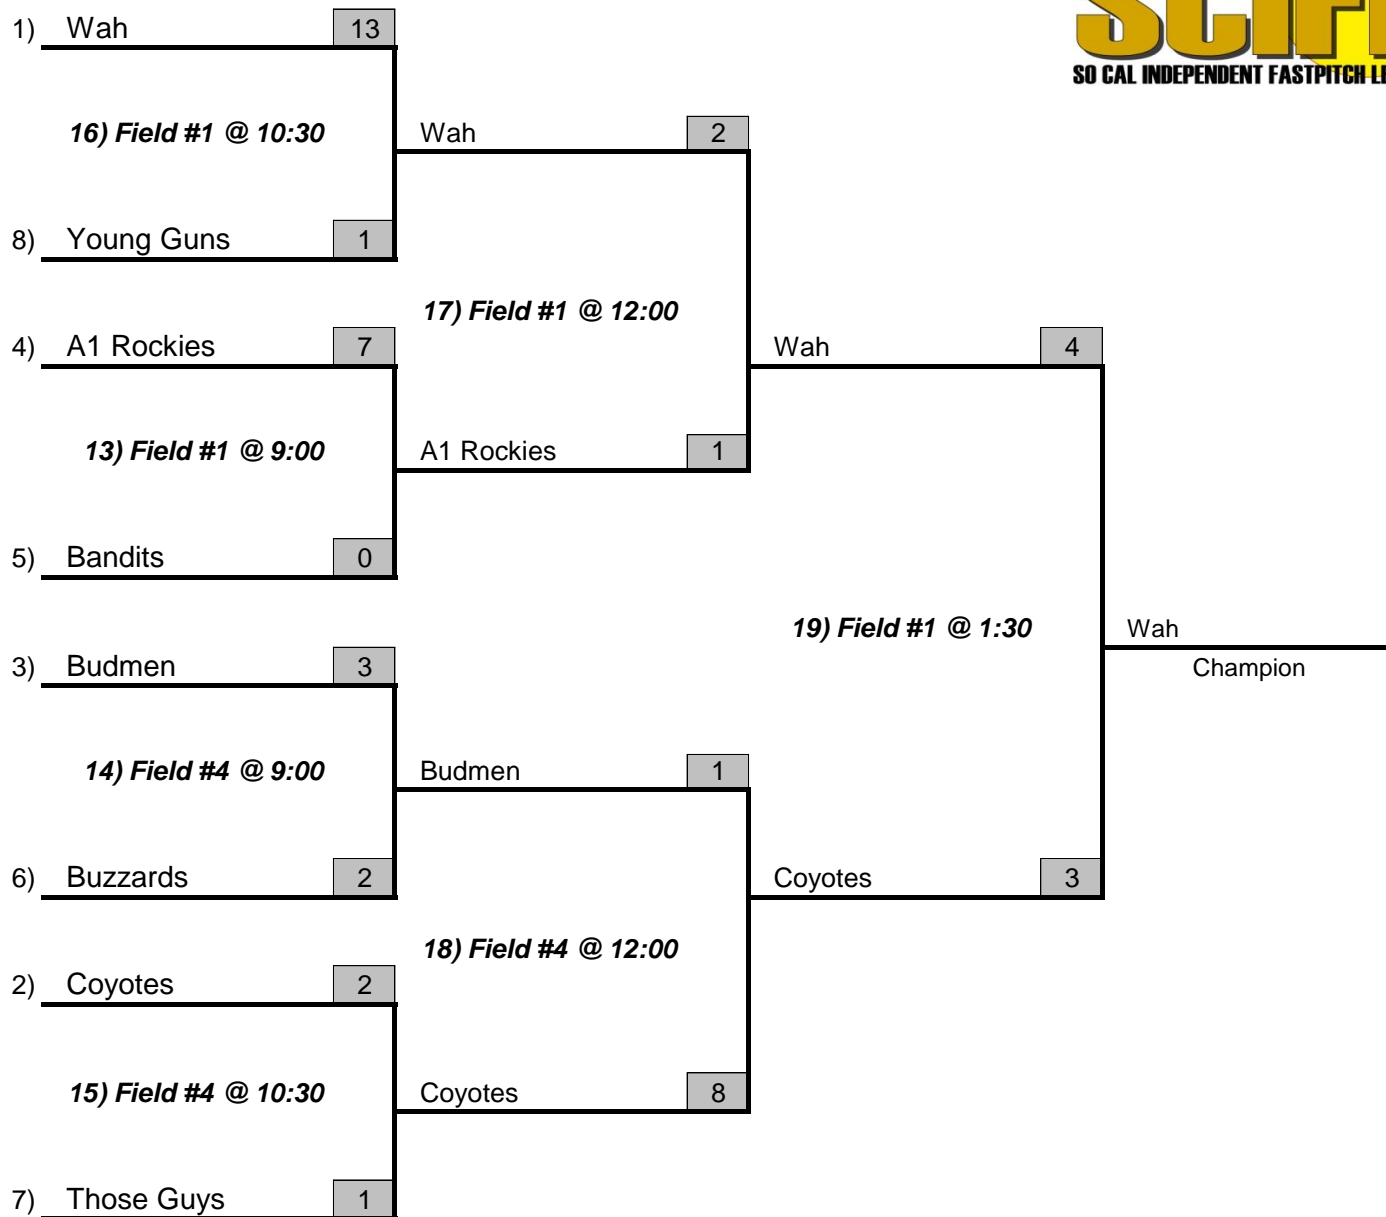 1) Wah 13
SO CAL INDEPENDENT FASTPITCH
16) Field #1 @ 10:30 Wah 2
8) Young Guns 1
17) Field #1 @ 12:00
4) A1 Rockies 7 Wah 4
13) Field #1 @ 9:00 A1 Rockies 1
5) Bandits 0
19) Field #1 @ 1:30 Wah
3) Budmen 3 Champion
14) Field #4 @ 9:00 Budmen 1
6) Buzzards 2 Coyotes 3
18) Field #4 @ 12:00
2) Coyotes 2
15) Field #4 @ 10:30 Coyotes 8
7) Those Guys 1